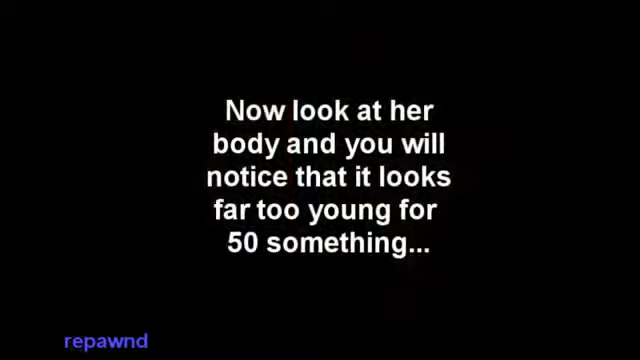 Now look at her
body and you will
notice that it looks
far too young for
50 something...
repawnd